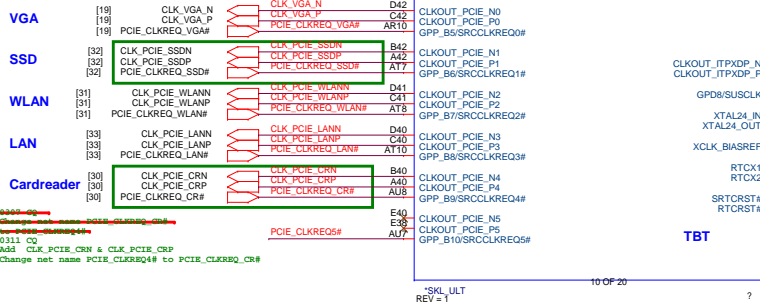 VGA [19] CLK_VGA_N CLK_VGA_N D42 CLKOUT_PCIE_N0
[19] CLK_VGA_P CLK_VGA_P C42 CLKOUT_PCIE_P0
[19] PCIE_CLKREQ_VGA# PCIE_CLKREQ_VGA# AR10 GPP_B5/SRCCLKREQ0#
SSD [32] CLK_PCIE_SSDN CLK_PCIE_SSDN B42 CLKOUT_PCIE_N1
[32] CLK_PCIE_SSDP CLK_PCIE_SSDP A42 CLKOUT_PCIE_P1 CLKOUT_ITPXDP_N
[32] PCIE_CLKREQ_SSD# PCIE_CLKREQ_SSD# AT7 GPP_B6/SRCCLKREQ1# CLKOUT_ITPXDP_P
WLAN [31] CLK_PCIE_WLANN CLK_PCIE_WLANN D41 CLKOUT_PCIE_N2 GPD8/SUSCLK
[31] CLK_PCIE_WLANP CLK_PCIE_WLANP C41 CLKOUT_PCIE_P2
[31] PCIE_CLKREQ_WLAN# PCIE_CLKREQ_WLAN# AT8 GPP_B7/SRCCLKREQ2# XTAL24_IN
XTAL24_OUT
LAN [33] CLK_PCIE_LANN CLK_PCIE_LANN D40 CLKOUT_PCIE_N3
[33] CLK_PCIE_LANP CLK_PCIE_LANP C40 CLKOUT_PCIE_P3 XCLK_BIASREF
[33] PCIE_CLKREQ_LAN# PCIE_CLKREQ_LAN# AT10 GPP_B8/SRCCLKREQ3#
RTCX1
Cardreader [30] CLK_PCIE_CRN CLK_PCIE_CRN B40 CLKOUT_PCIE_N4 RTCX2
[30] CLK_PCIE_CRP CLK_PCIE_CRP A40 CLKOUT_PCIE_P4
[30] PCIE_CLKREQ_CR# PCIE_CLKREQ_CR# AU8 GPP_B9/SRCCLKREQ4# SRTCRST#
RTCRST#
Change net name PCIE_CLKREQ_CR#
E40 CLKOUT_PCIE_N5
to PCIE_CLKREQ4# E38 CLKOUT_PCIE_P5
PCIE_CLKREQ5# AU7 GPP_B10/SRCCLKREQ5# TBT
0311 CQ
Add CLK_PCIE_CRN & CLK_PCIE_CRP
Change net name PCIE_CLKREQ4# to PCIE_CLKREQ_CR#
10 OF 20
*SKL_ULT
REV = 1 ?